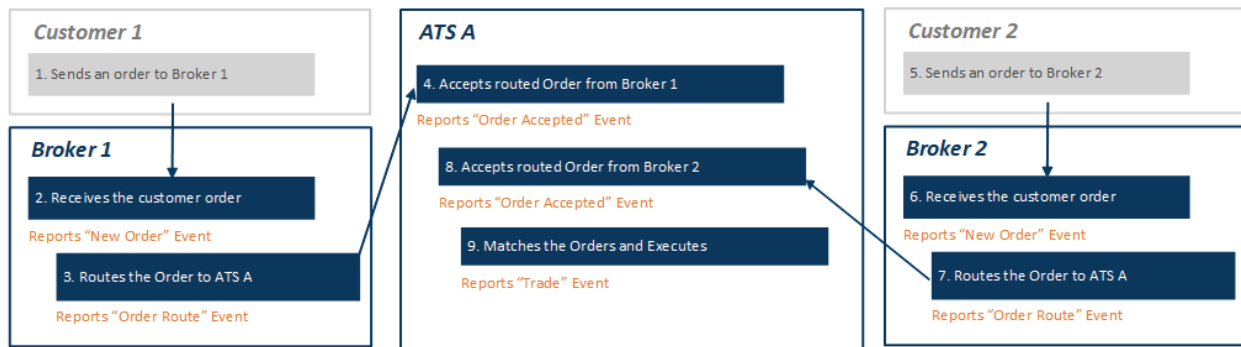 Customer 1
1. Sends an order to Broker 1
Broker 1
2. Receives the customer order
Reports “New Order” Event
3. Routes the Order to ATS A
Reports “Order Route” Event
ATS A
4. Accepts routed Order from Broker 1
Reports “Order Accepted” Event
8. Accepts routed Order from Broker 2
Reports “Order Accepted” Event
9. Matches the Orders and Executes
Reports “Trade” Event
Customer 2
5. Sends an order to Broker 2
Broker 2
6. Receives the customer order
Reports “New Order” Event
7. Routes the Order to ATS A
Reports “Order Route” Event